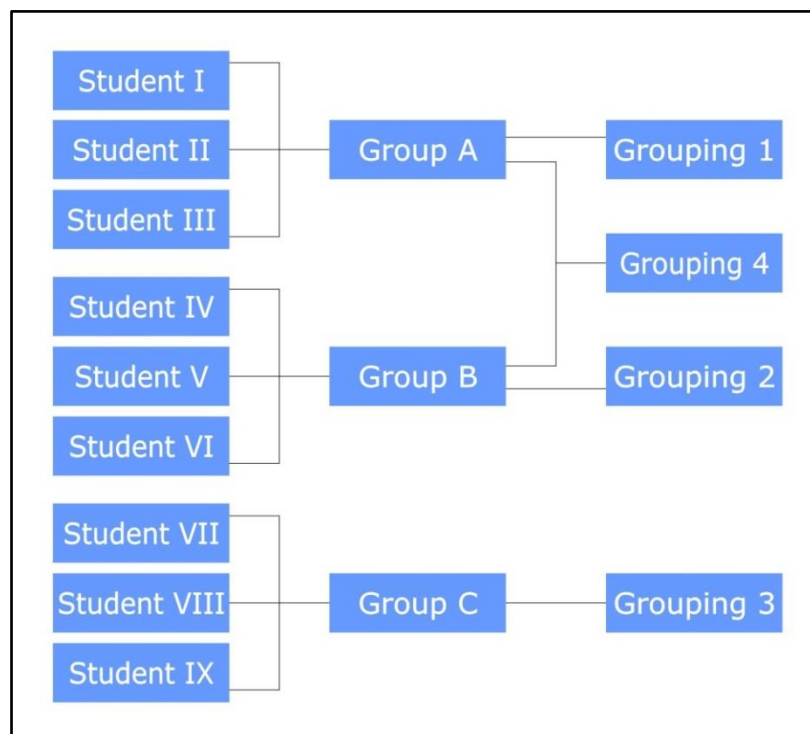 Student I
Student II
Student III
Student IV
Student V
Student VI
Student VII
Student VIII
Student IX
Group A
Group B
Group C
Grouping 1
Grouping 4
Grouping 2
Grouping 3